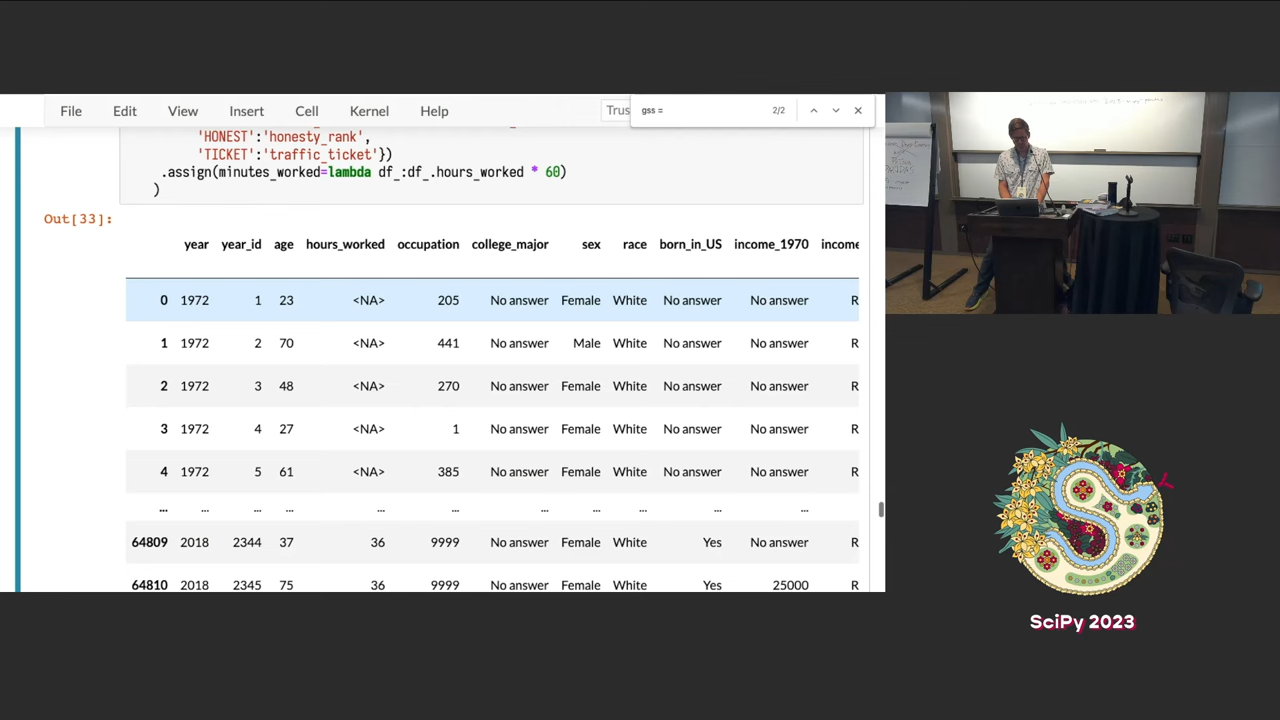 File Edit View Insert Cell Kernel Help Trus gss = 2/2
'HONEST':'honesty_rank',
'TICKET':'traffic_ticket'})
.assign(minutes_worked=lambda df_:df_.hours_worked * 60)
)
Out[33]:
year year_id age hours_worked occupation college_major sex race born_in_US income_1970 income
0 1972 1 23 <NA> 205 No answer Female White No answer No answer R
1 1972 2 70 <NA> 441 No answer Male White No answer No answer R
2 1972 3 48 <NA> 270 No answer Female White No answer No answer R
3 1972 4 27 <NA> 1 No answer Female White No answer No answer R
4 1972 5 61 <NA> 385 No answer Female White No answer No answer R
... ... ... ... ... ... ... ... ... ... ...
64809 2018 2344 37 36 9999 No answer Female White Yes No answer R
64810 2018 2345 75 36 9999 No answer Female White Yes 25000 R
SciPy 2023